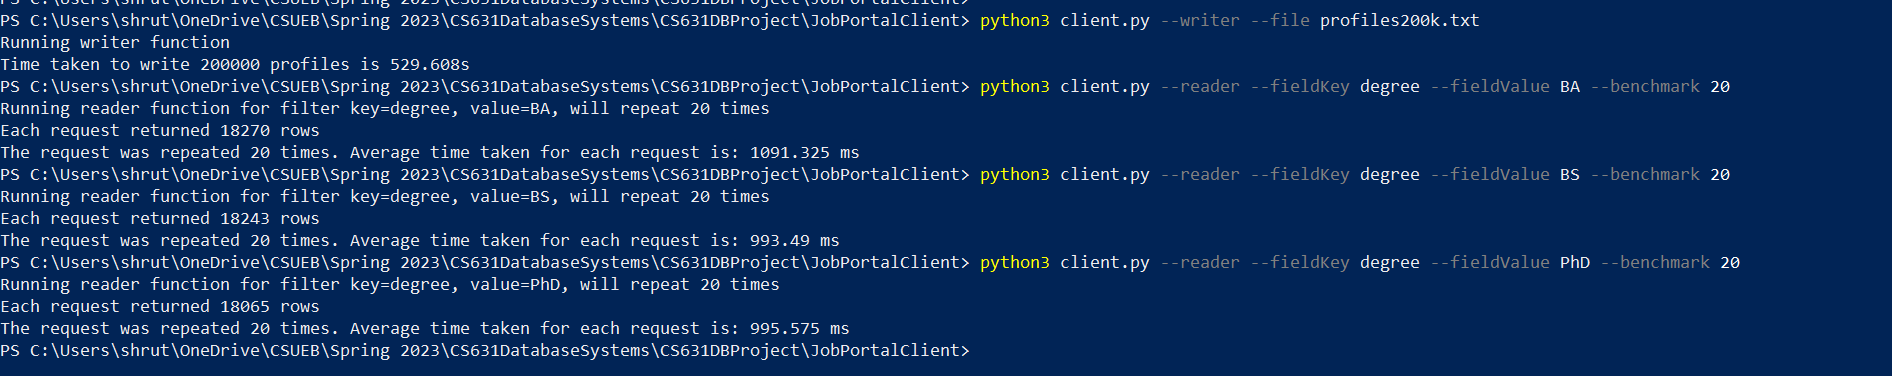 PS C:\Users\shrut\OneDrive\CSUEB\Spring 2023\CS631DatabaseSystems\CS631DBProject\JobPortalClient>
PS C:\Users\shrut\OneDrive\CSUEB\Spring 2023\CS631DatabaseSystems\CS631DBProject\JobPortalClient> python3 client.py --writer --file profiles200k.txt
Running writer function
Time taken to write 200000 profiles is 529.608s
PS C:\Users\shrut\OneDrive\CSUEB\Spring 2023\CS631DatabaseSystems\CS631DBProject\JobPortalClient> python3 client.py --reader --fieldKey degree --fieldValue BA --benchmark 20
Running reader function for filter key=degree, value=BA, will repeat 20 times
Each request returned 18270 rows
The request was repeated 20 times. Average time taken for each request is: 1091.325 ms
PS C:\Users\shrut\OneDrive\CSUEB\Spring 2023\CS631DatabaseSystems\CS631DBProject\JobPortalClient> python3 client.py --reader --fieldKey degree --fieldValue BS --benchmark 20
Running reader function for filter key=degree, value=BS, will repeat 20 times
Each request returned 18243 rows
The request was repeated 20 times. Average time taken for each request is: 993.49 ms
PS C:\Users\shrut\OneDrive\CSUEB\Spring 2023\CS631DatabaseSystems\CS631DBProject\JobPortalClient> python3 client.py --reader --fieldKey degree --fieldValue PhD --benchmark 20
Running reader function for filter key=degree, value=PhD, will repeat 20 times
Each request returned 18065 rows
The request was repeated 20 times. Average time taken for each request is: 995.575 ms
PS C:\Users\shrut\OneDrive\CSUEB\Spring 2023\CS631DatabaseSystems\CS631DBProject\JobPortalClient>